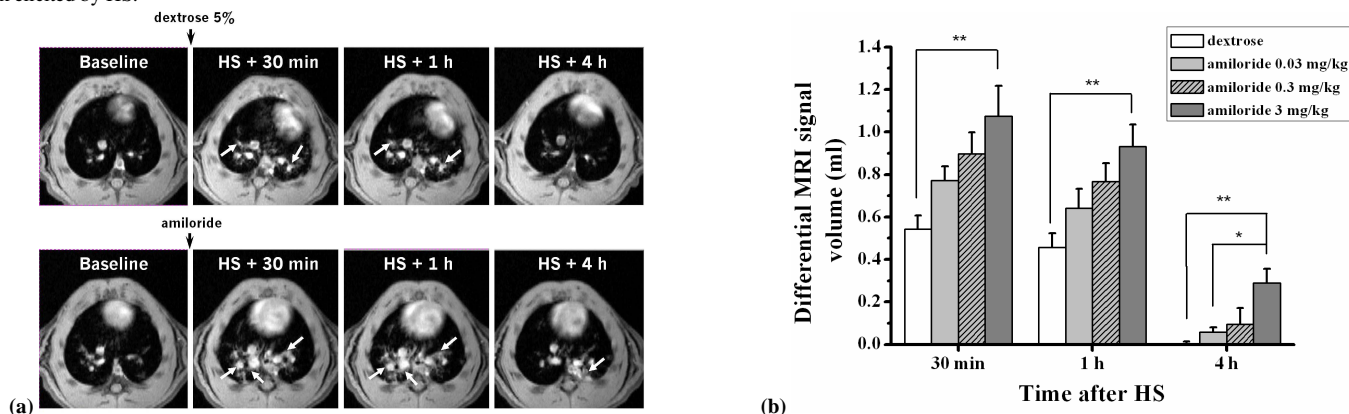 dextrose 5%
Baseline HS + 30 min HS + 1 h HS + 4 h
amiloride
Baseline HS + 30 min HS + 1 h HS + 4 h
(a)
Differential MRI signal
volume (ml)
1.4
1.2
1.0
0.8
0.6
0.4
0.2
0.0
** ** ** *
dextrose
amiloride 0.03 mg/kg
amiloride 0.3 mg/kg
amiloride 3 mg/kg
30 min 1 h 4 h
Time after HS
(b)